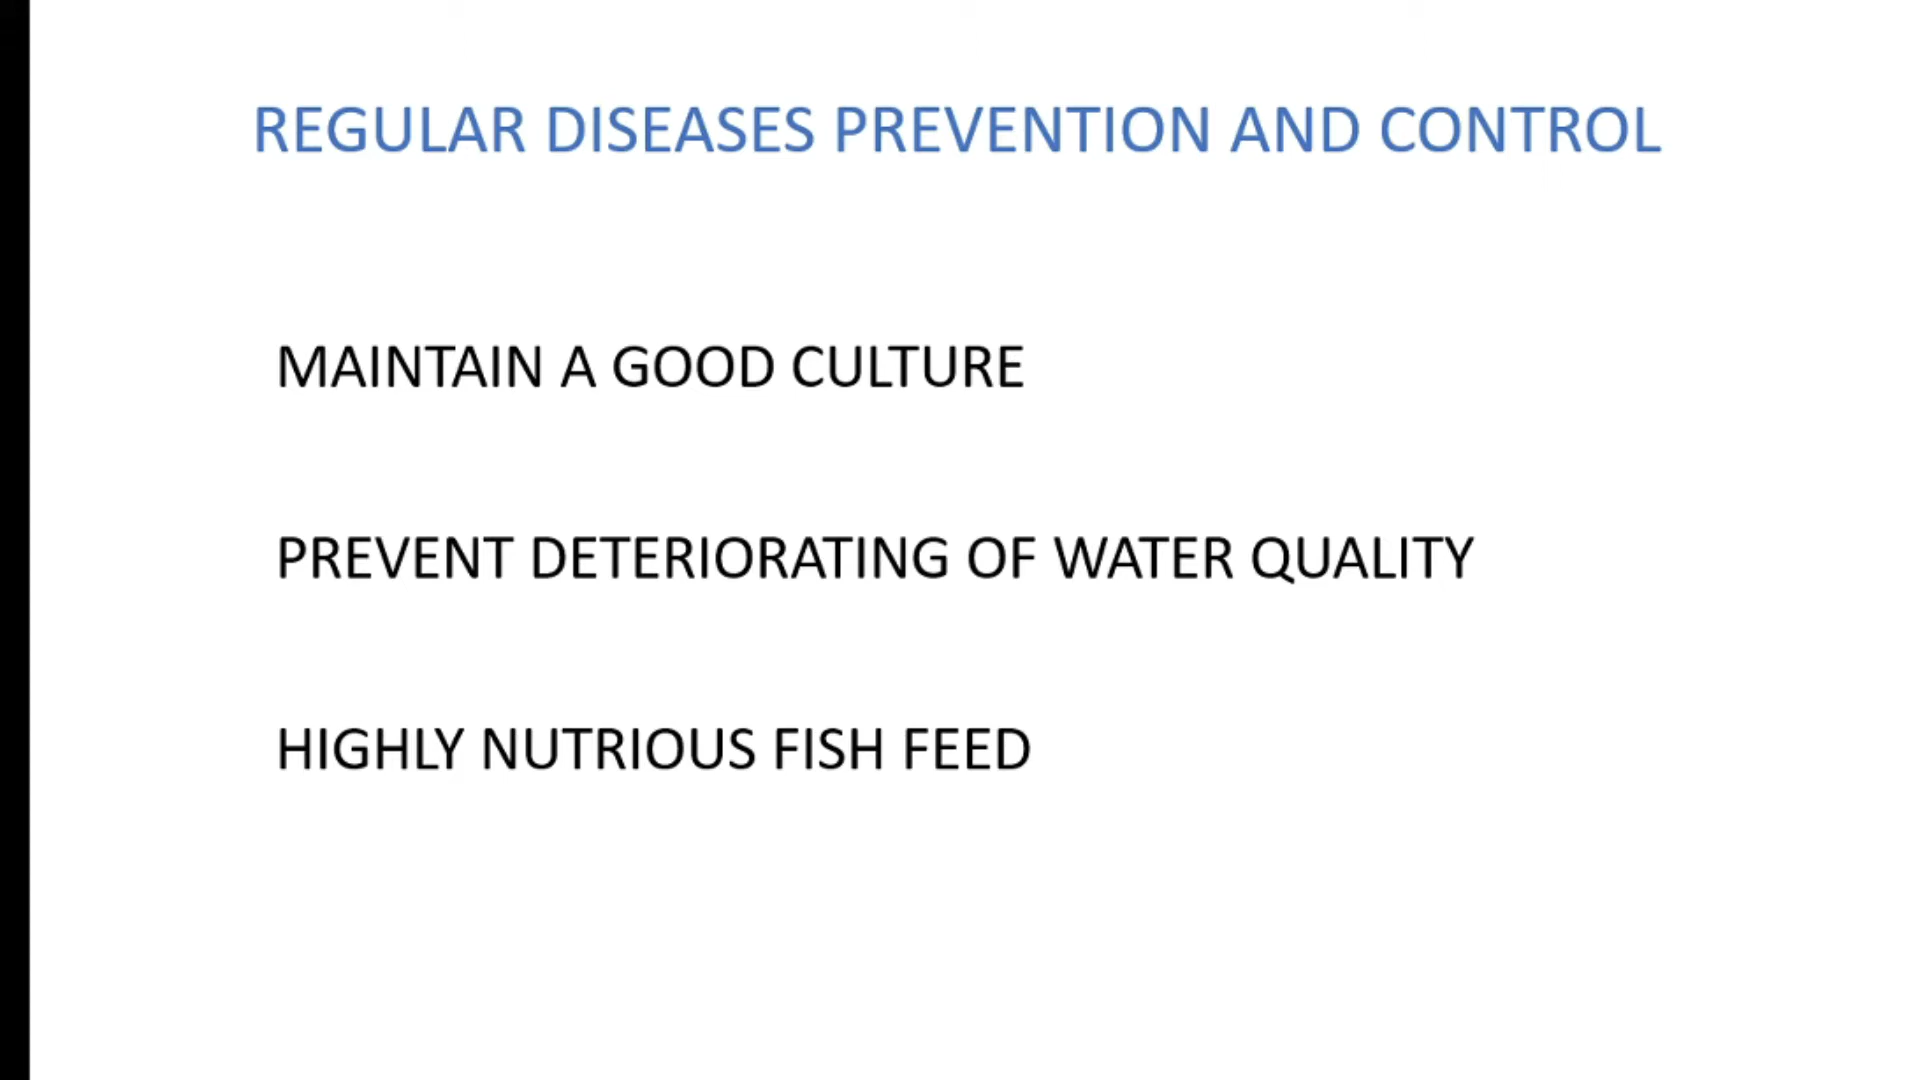 REGULAR DISEASES PREVENTION AND CONTROL
MAINTAIN A GOOD CULTURE
PREVENT DETERIORATING OF WATER QUALITY
HIGHLY NUTRIOUS FISH FEED